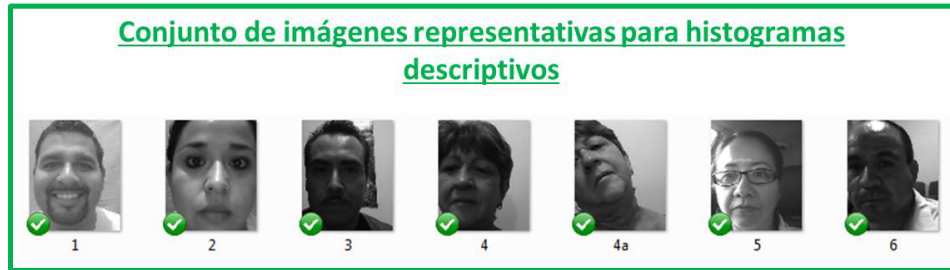 Conjunto de imágenes representativas para histogramas
descriptivos
1 2 3 4 4a 5 6